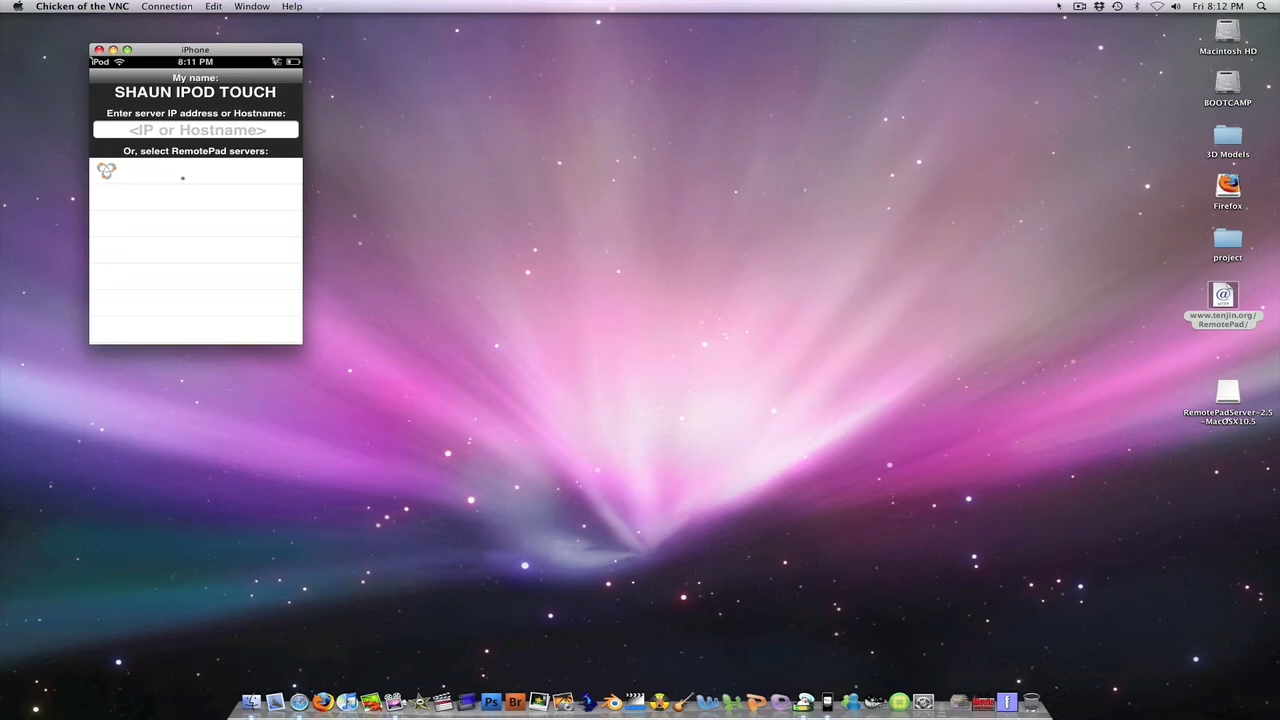 Chicken of the VNC Connection Edit Window Help
Fri 8:12 PM
iPhone
iPod 8:11 PM
My name:
SHAUN IPOD TOUCH
Enter server IP address or Hostname:
<IP or Hostname>
Or, select RemotePad servers:
Macintosh HD
BOOTCAMP
3D Models
Firefox
project
www.tenjin.org/
RemotePad/
RemotePadServer-2.5
-MacOSX10.5
Ps Br